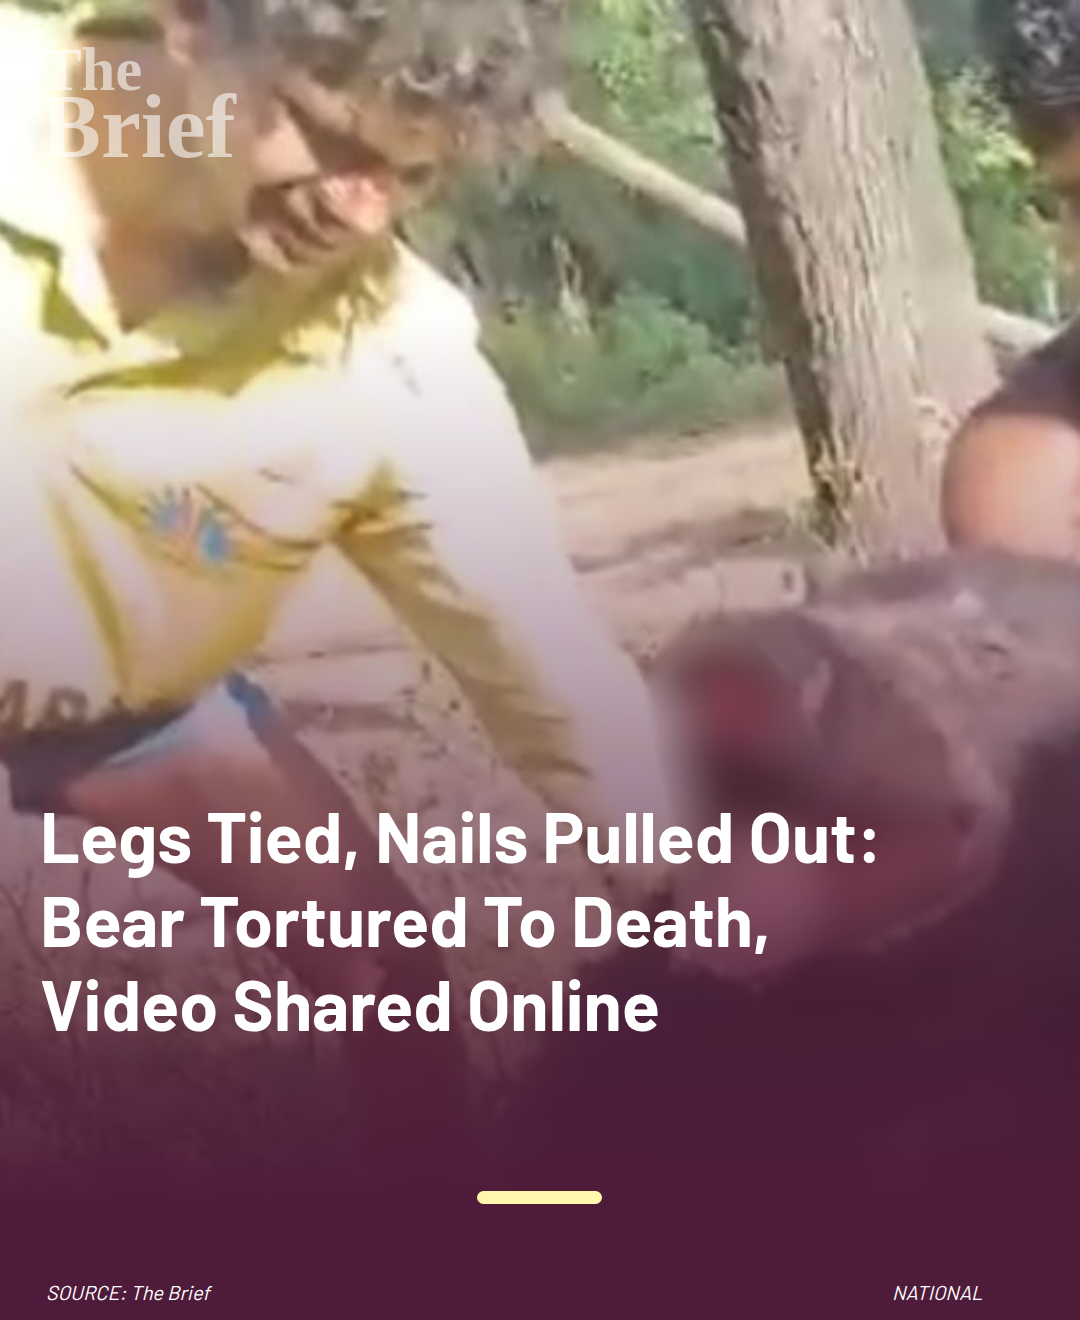 The
Brief
Legs Tied, Nails Pulled Out:
Bear Tortured To Death,
Video Shared Online
SOURCE: The Brief
NATIONAL